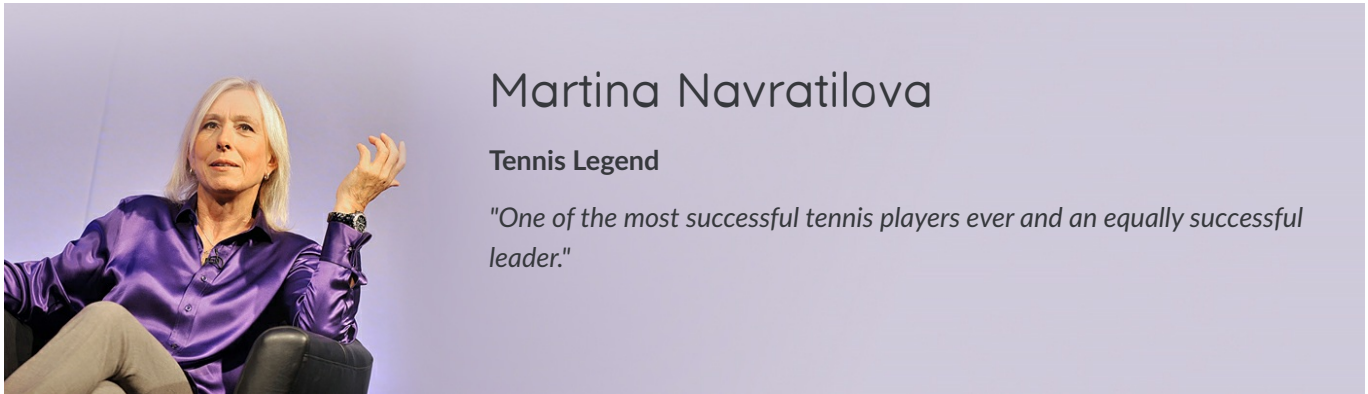 Martina Navratilova
Tennis Legend
"One of the most successful tennis players ever and an equally successful
leader."